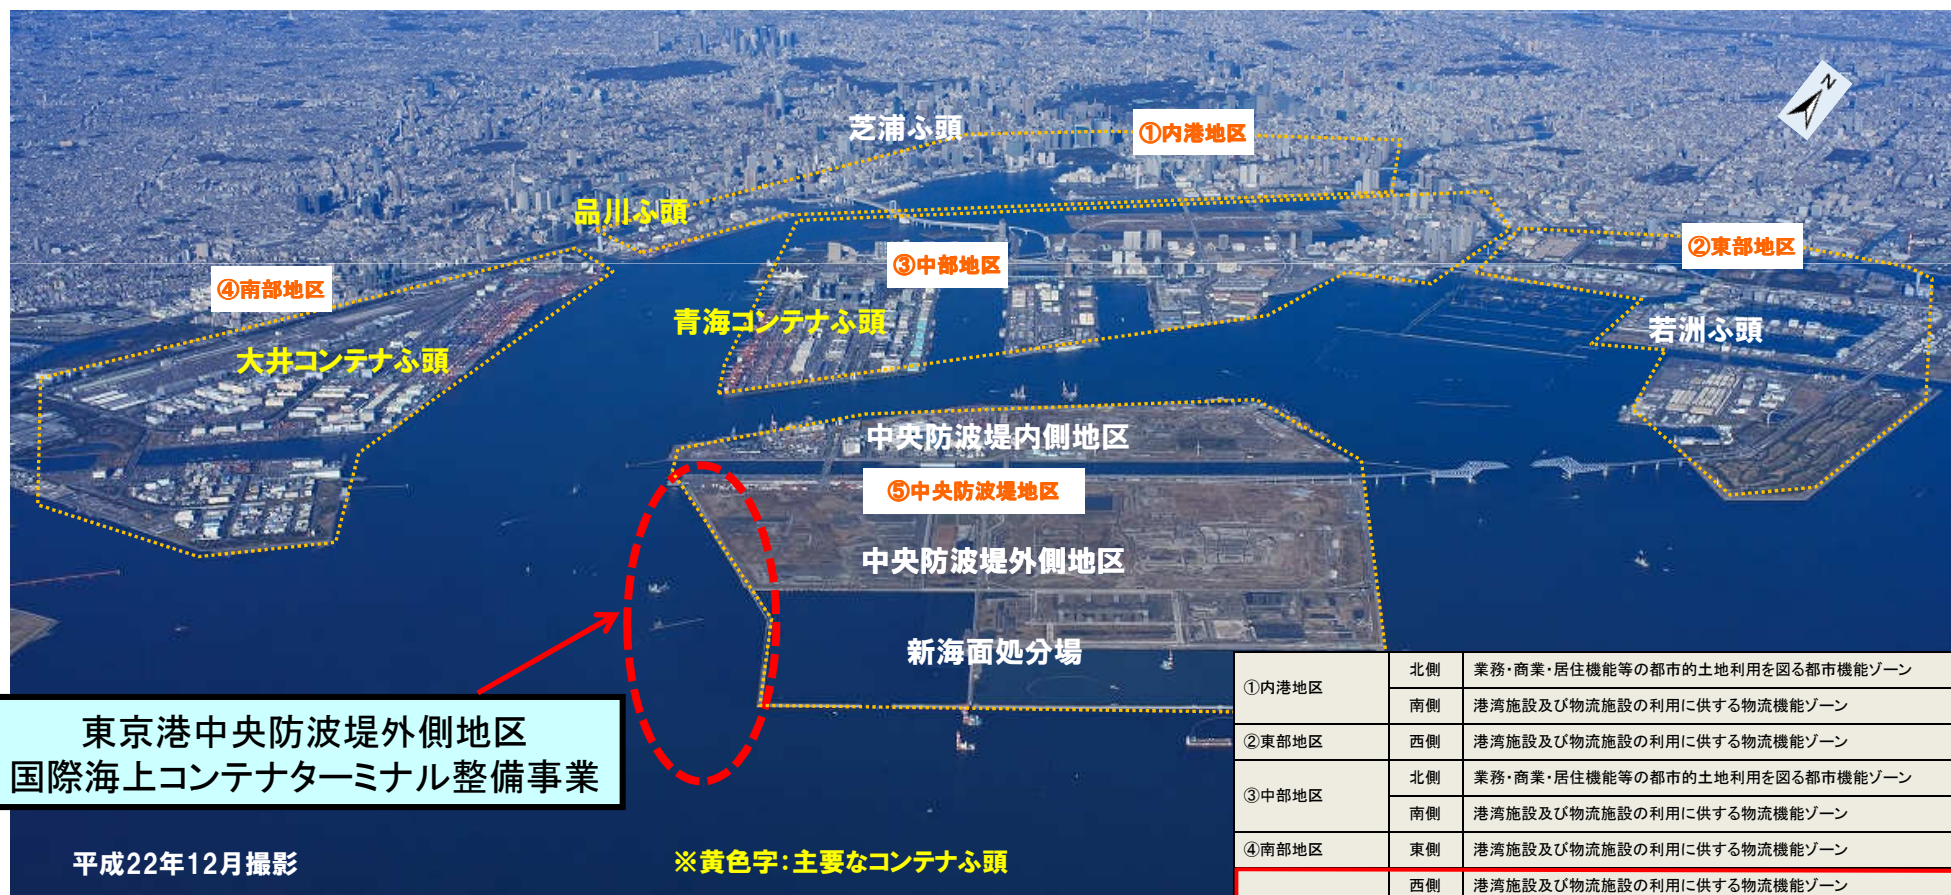 N
芝浦ふ頭
①内港地区
品川ふ頭
②東部地区
③中部地区
④南部地区
青海コンテナふ頭
若洲ふ頭
大井コンテナふ頭
中央防波堤内側地区
⑤中央防波堤地区
中央防波堤外側地区
新海面処分場
東京港中央防波堤外側地区
国際海上コンテナターミナル整備事業
①内港地区 北側 業務・商業・居住機能等の都市的土地利用を図る都市機能ゾーン
南側 港湾施設及び物流施設の利用に供する物流機能ゾーン
②東部地区 西側 港湾施設及び物流施設の利用に供する物流機能ゾーン
③中部地区 北側 業務・商業・居住機能等の都市的土地利用を図る都市機能ゾーン
南側 港湾施設及び物流施設の利用に供する物流機能ゾーン
④南部地区 東側 港湾施設及び物流施設の利用に供する物流機能ゾーン
西側 港湾施設及び物流施設の利用に供する物流機能ゾーン
平成22年12月撮影
※黄色字：主要なコンテナふ頭